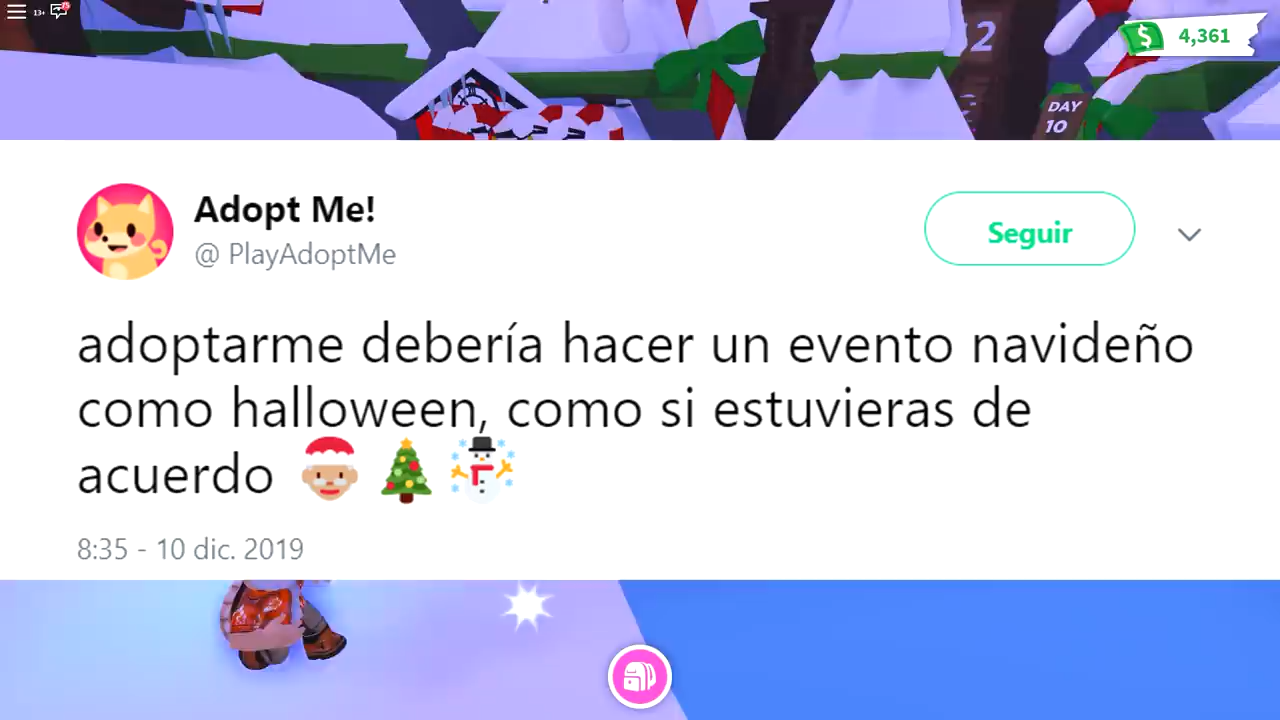 13+
4,361
2
DAY
10
Adopt Me!
@ PlayAdoptMe
Seguir
adoptarme debería hacer un evento navideño
como halloween, como si estuvieras de
acuerdo 🎅🏼 🎄 ☃️
8:35 - 10 dic. 2019